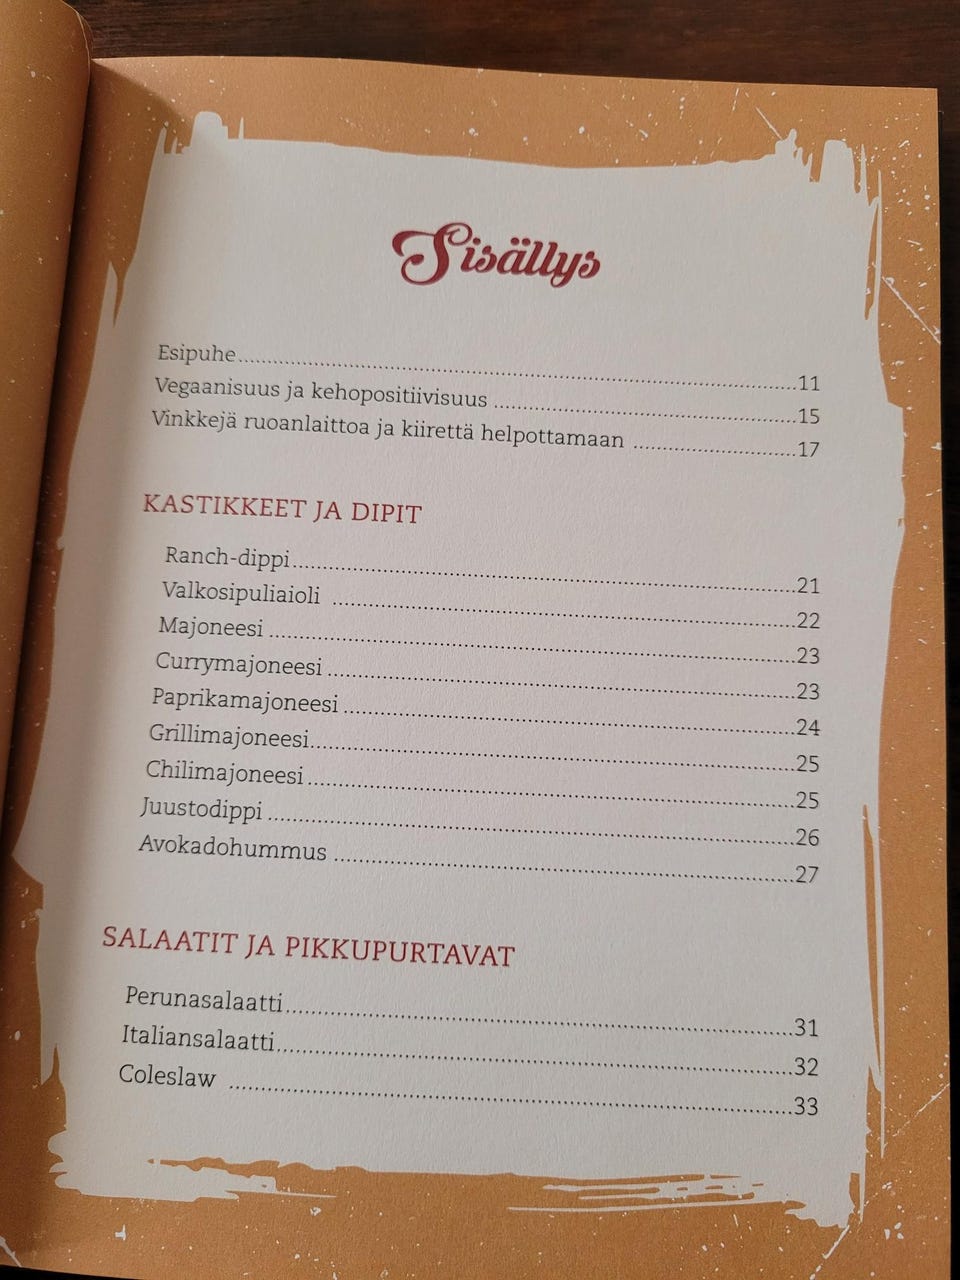 Sisällys
Esipuhe 11
Vegaanisuus ja kehopositiivisuus 15
Vinkkejä ruoanlaittoa ja kiirettä helpottamaan 17
KASTIKKEET JA DIPIT
Ranch-dippi 21
Valkosipuliaioli 22
Majoneesi 23
Currymajoneesi 23
Paprikamajoneesi 24
Grillimajoneesi 25
Chilimajoneesi 25
Juustodippi 26
Avokadohummus 27
SALAATIT JA PIKKUPURTAVAT
Perunasalaatti 31
Italiansalaatti 32
Coleslaw 33